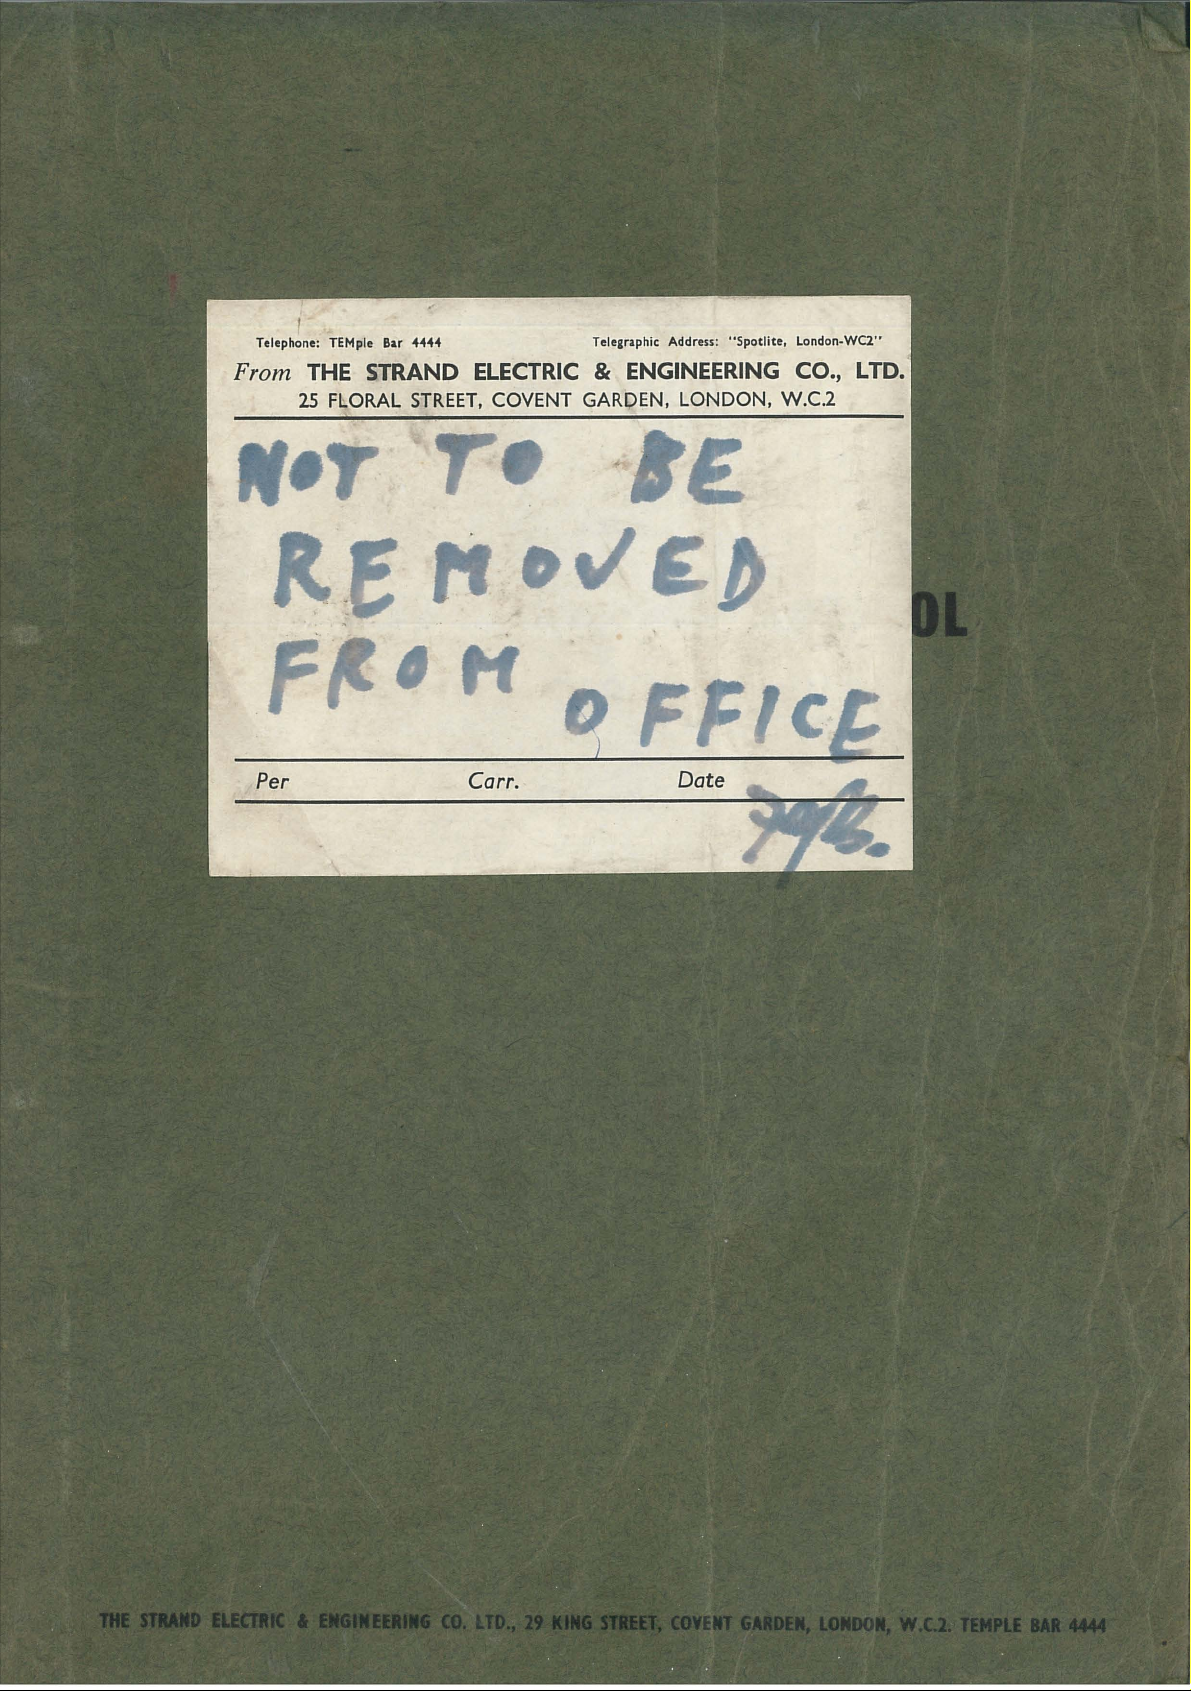 Telephone: TEMple Bar 4444 Telegraphic Address: "Spotlite, London-WC2"
From THE STRAND ELECTRIC & ENGINEERING CO., LTD.
25 FLORAL STREET, COVENT GARDEN, LONDON, W.C.2
NOT TO BE
REMOVED
FROM
OFFICE
OL
Per Carr. Date
THE STRAND ELECTRIC & ENGINEERING CO. LTD., 29 KING STREET, COVENT GARDEN, LONDON, W.C.2. TEMPLE BAR 4444